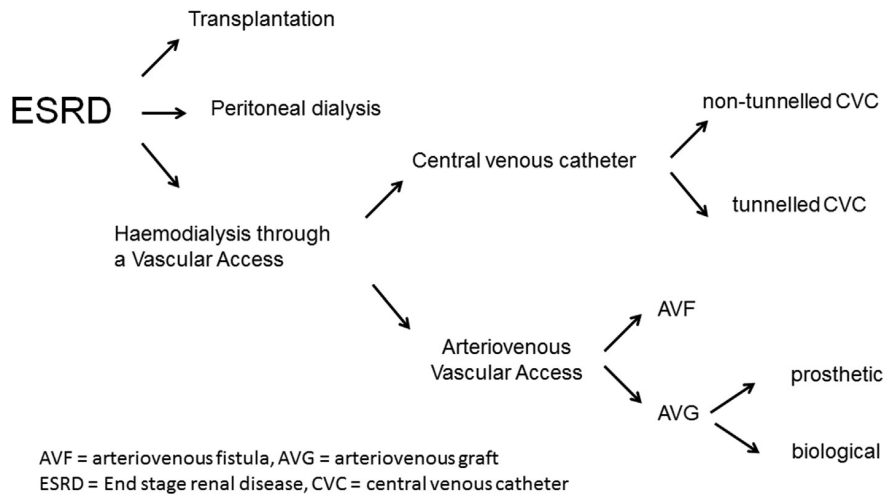 Transplantation
ESRD
Peritoneal dialysis
non-tunnelled CVC
Central venous catheter
tunnelled CVC
Haemodialysis through
a Vascular Access
AVF
Arteriovenous
Vascular Access
prosthetic
AVG
biological
AVF = arteriovenous fistula, AVG = arteriovenous graft
ESRD = End stage renal disease, CVC = central venous catheter